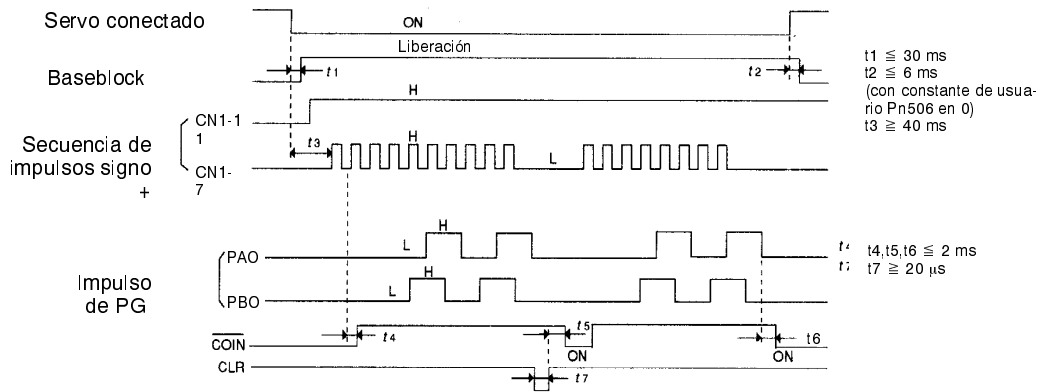 Servo conectado
ON
Liberación
Baseblock
t1
t2
t1 ≦ 30 ms
t2 ≦ 6 ms
(con constante de usua-
rio Pn506 en 0)
t3 ≧ 40 ms
H
CN1-1
1
Secuencia de
impulsos signo
+
t3
H
L
CN1-
7
H
L
PAO
t4
t7
t4,t5,t6 ≦ 2 ms
t7 ≧ 20 μs
Impulso
de PG
H
L
PBO
COIN
t4
t5
ON
t6
ON
CLR
t7